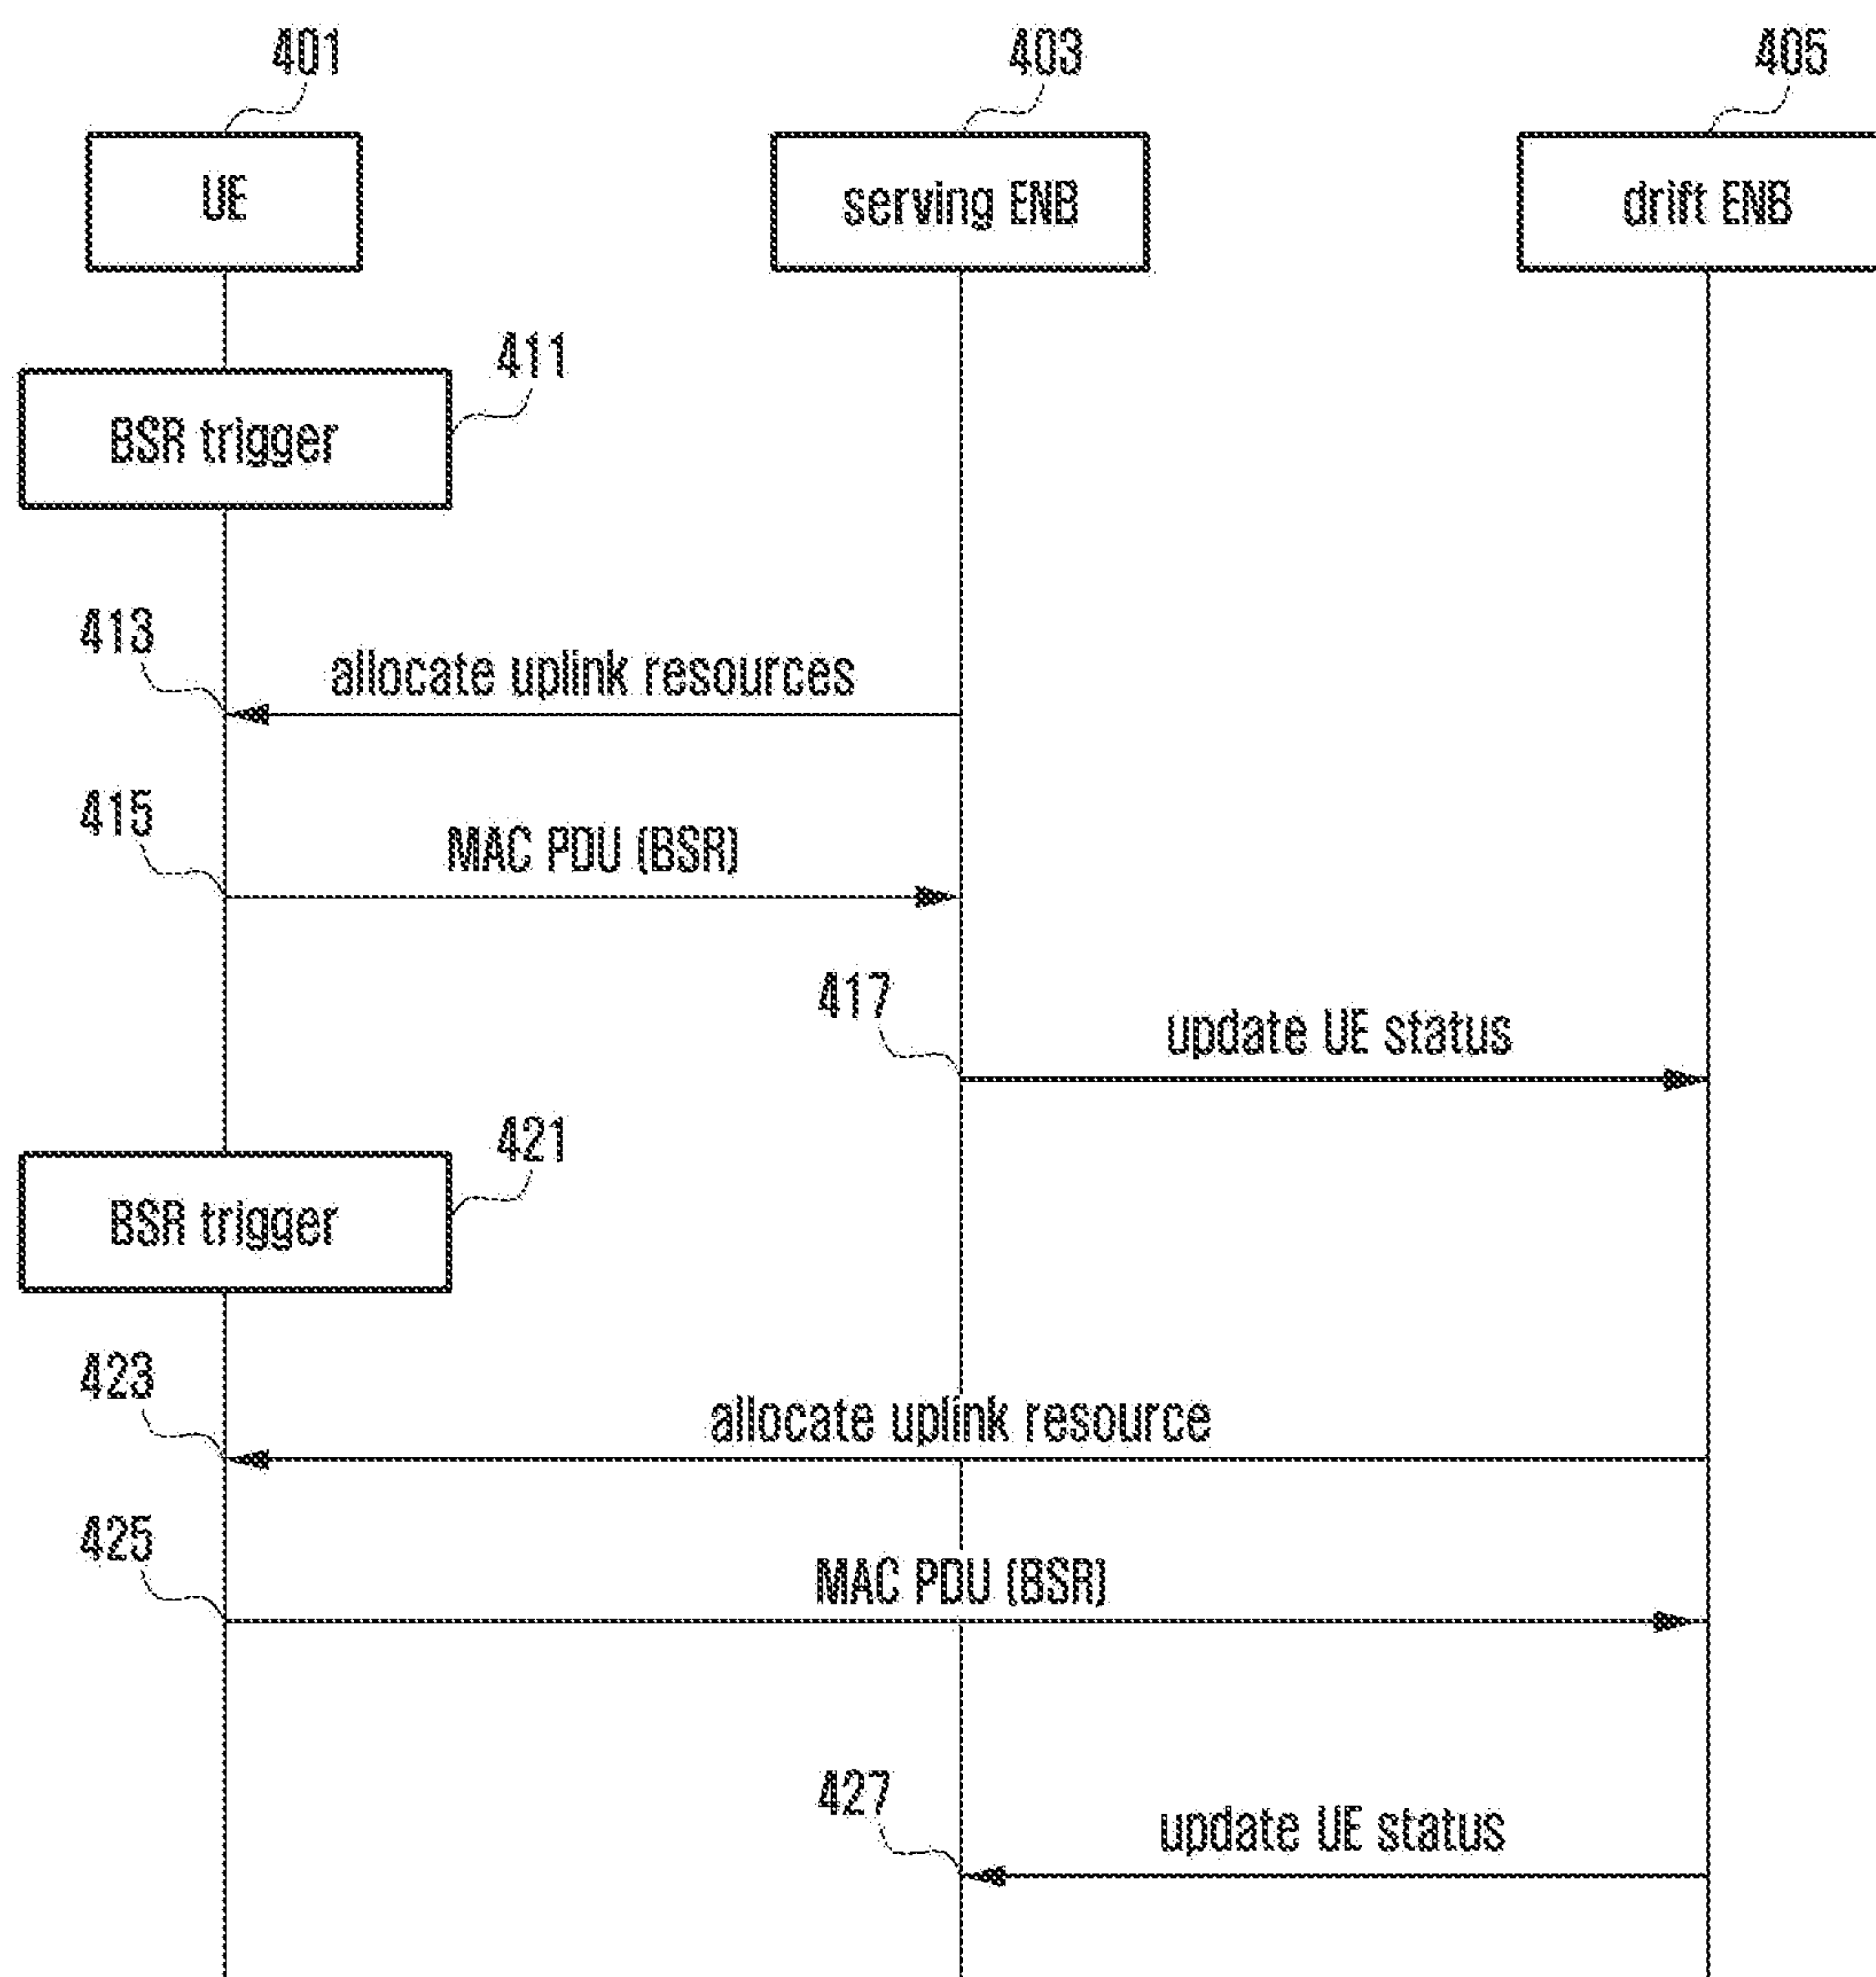 401
403
405
UE
serving ENB
drift ENB
411
BSR trigger
413
allocate uplink resources
415
MAC PDU (BSR)
417
update UE status
421
BSR trigger
423
allocate uplink resource
425
MAC PDU (BSR)
427
update UE status